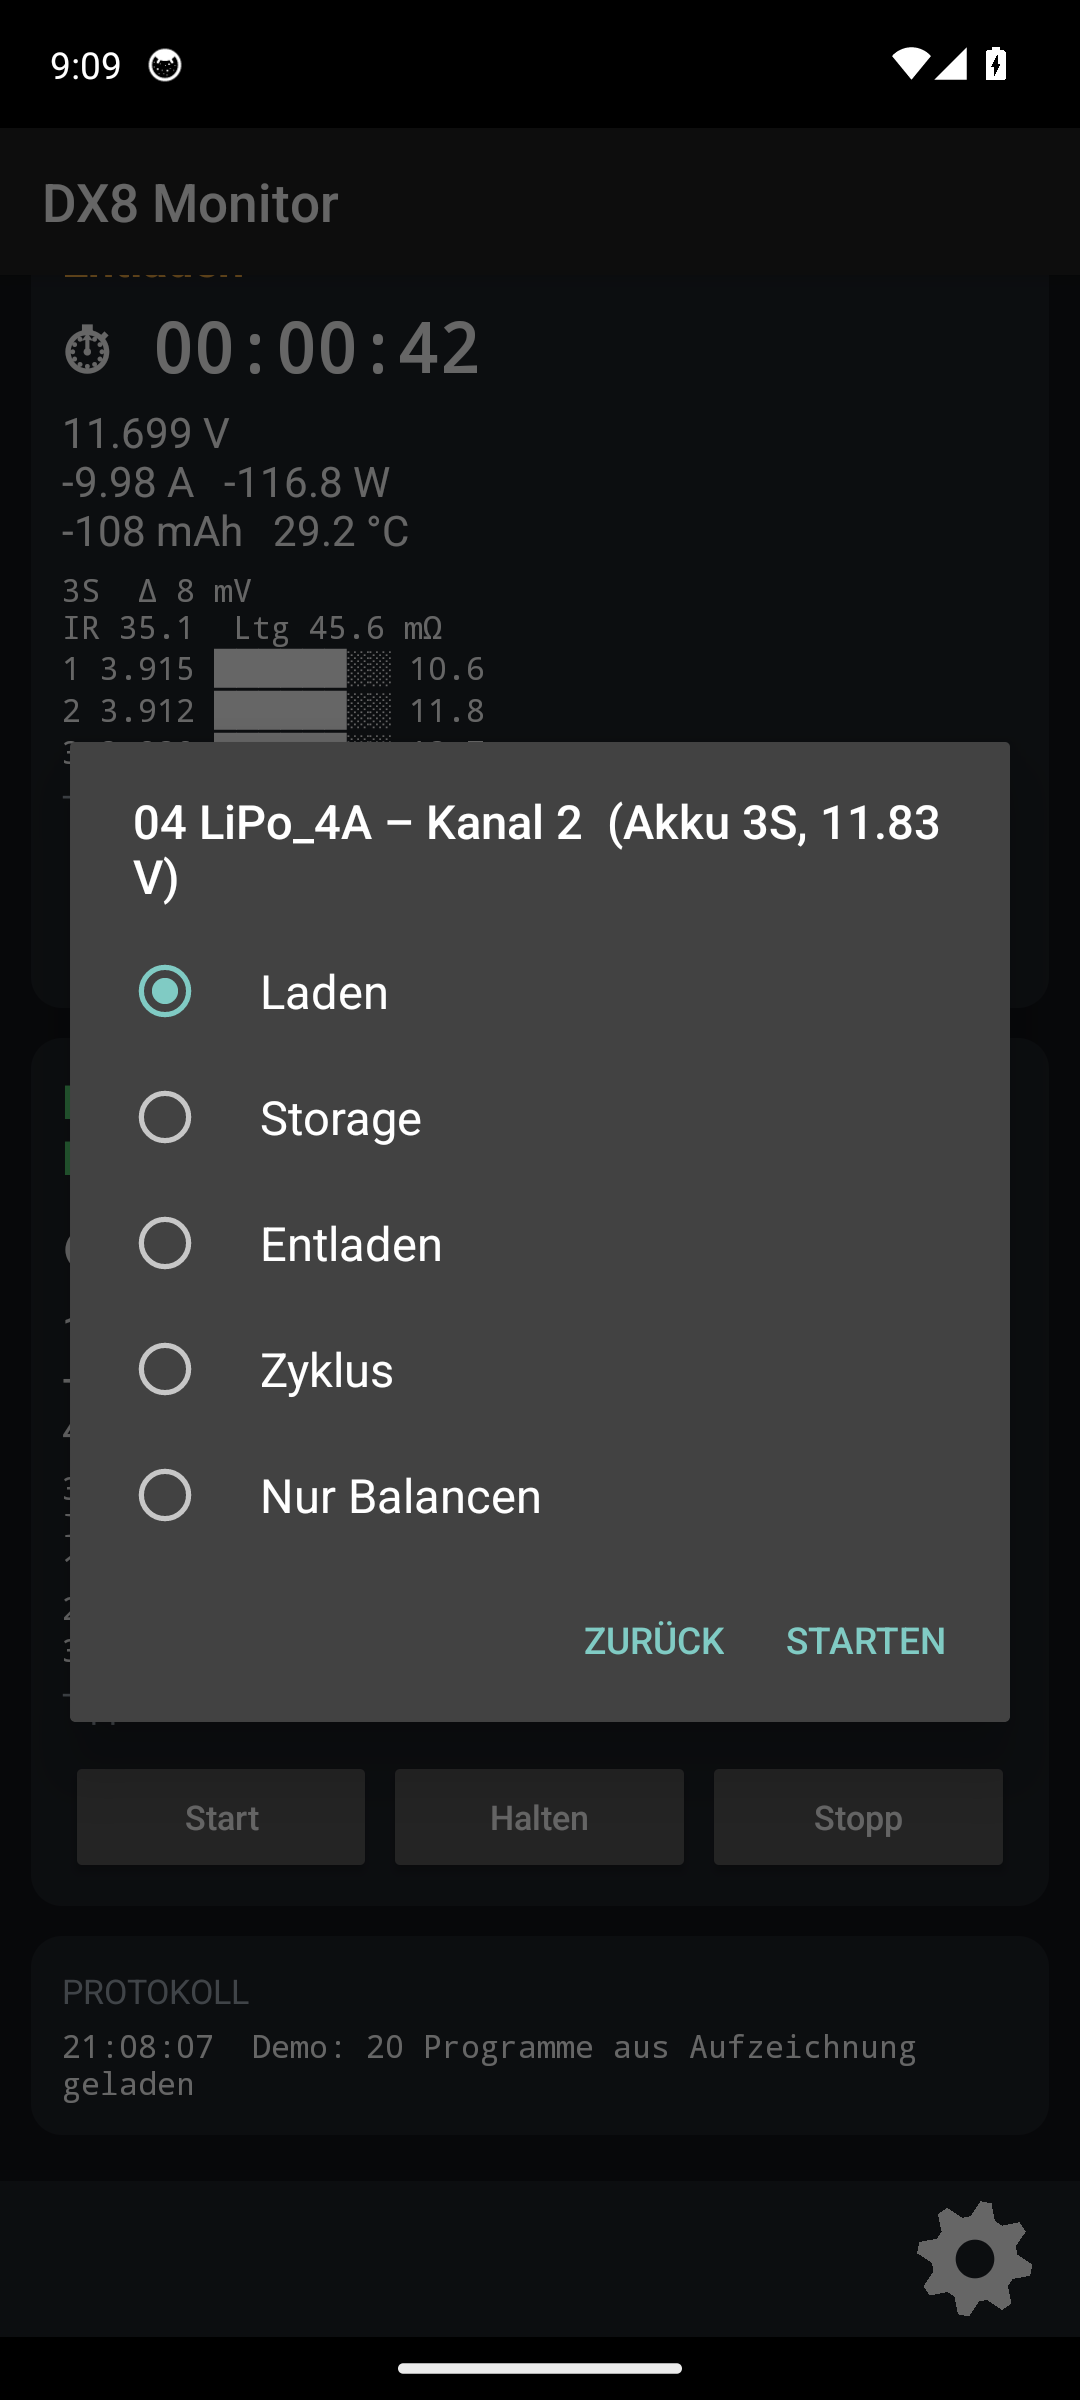 9:09
DX8 Monitor
Entladen
00:00:42
11.699 V
-9.98 A -116.8 W
-108 mAh 29.2 °C
3S Δ 8 mV
IR 35.1 Ltg 45.6 mΩ
1 3.915 10.6
2 3.912 11.8
04 LiPo_4A – Kanal 2 (Akku 3S, 11.83
V)
Laden
Storage
Entladen
Zyklus
Nur Balancen
ZURÜCK STARTEN
Start Halten Stopp
PROTOKOLL
21:08:07 Demo: 20 Programme aus Aufzeichnung
geladen